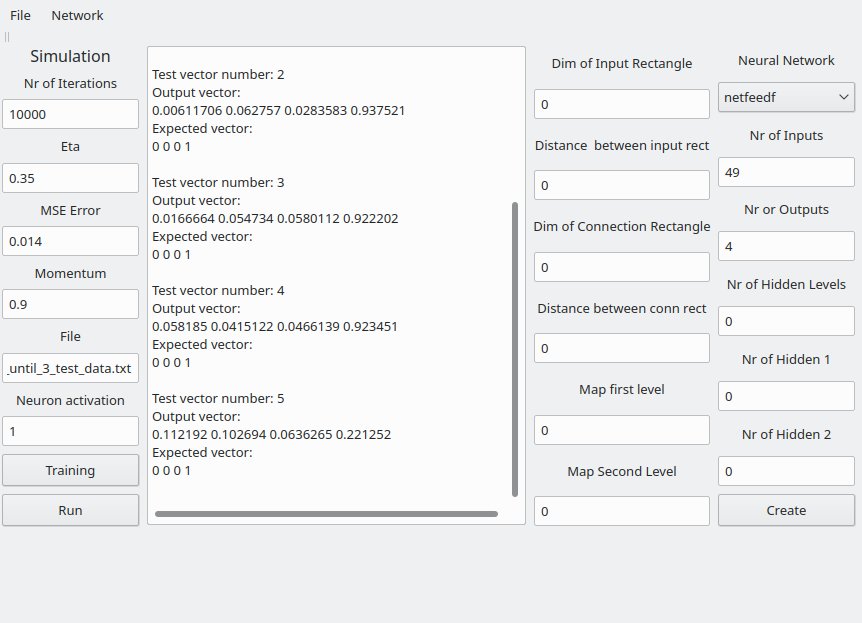 File Network
Simulation
Nr of Iterations
10000
Eta
0.35
MSE Error
0.014
Momentum
0.9
File
_until_3_test_data.txt
Neuron activation
1
Training
Run
Test vector number: 2
Output vector:
0.00611706 0.062757 0.0283583 0.937521
Expected vector:
0 0 0 1
Test vector number: 3
Output vector:
0.0166664 0.054734 0.0580112 0.922202
Expected vector:
0 0 0 1
Test vector number: 4
Output vector:
0.058185 0.0415122 0.0466139 0.923451
Expected vector:
0 0 0 1
Test vector number: 5
Output vector:
0.112192 0.102694 0.0636265 0.221252
Expected vector:
0 0 0 1
Dim of Input Rectangle
0
Distance between input rect
0
Dim of Connection Rectangle
0
Distance between conn rect
0
Map first level
0
Map Second Level
0
Neural Network
netfeedf
Nr of Inputs
49
Nr or Outputs
4
Nr of Hidden Levels
0
Nr of Hidden 1
0
Nr of Hidden 2
0
Create